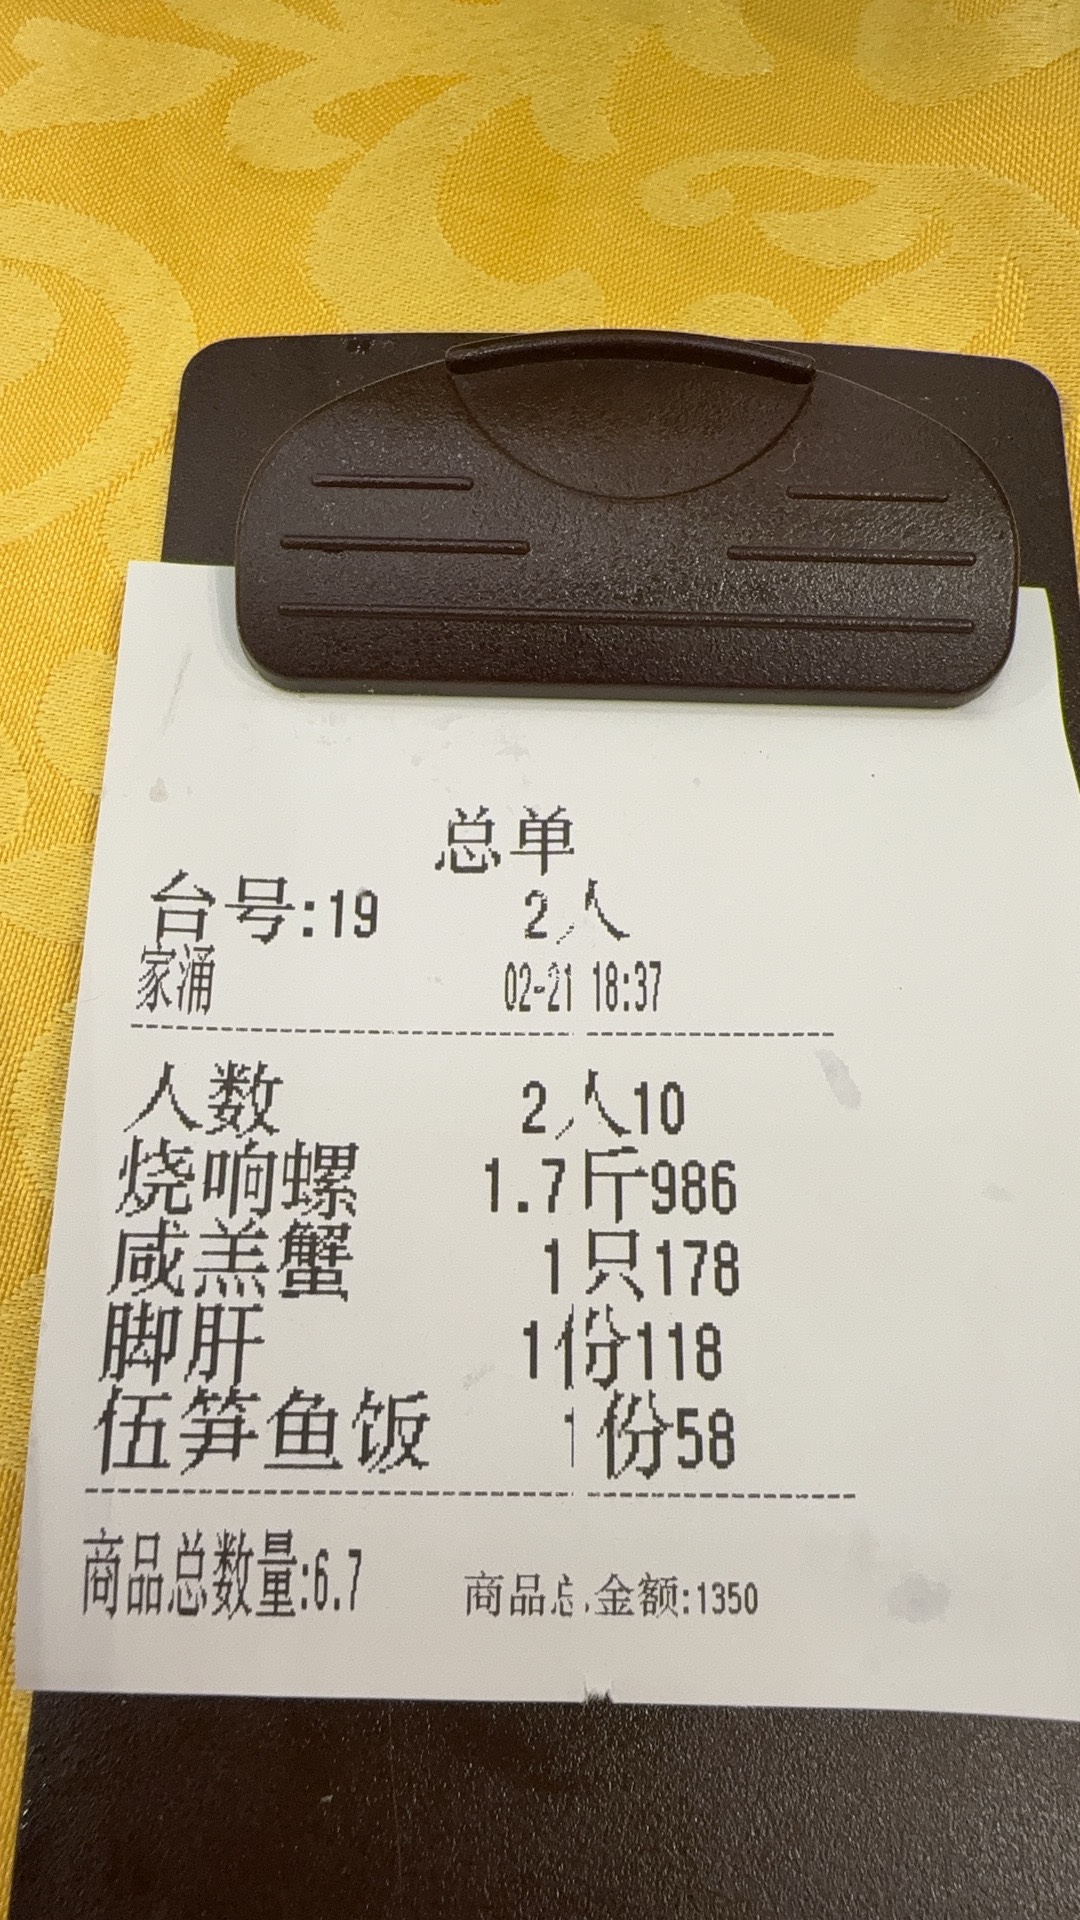 总单
台号:19 2人
家涌 02-21 18:37
人数 2人10
烧响螺 1.7斤986
咸羔蟹 1只178
脚肝 1份118
伍笋鱼饭 1份58
商品总数量:6.7 商品总金额:1350